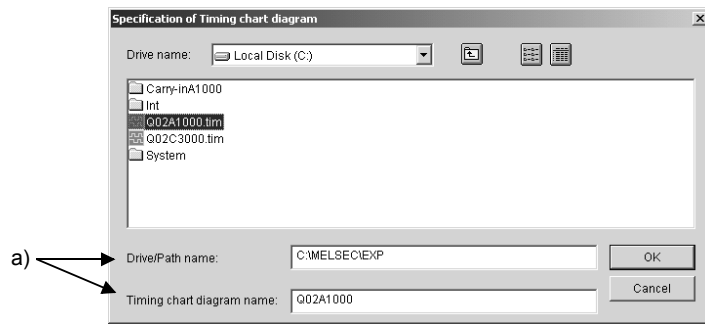 Specification of Timing chart diagram
Drive name: Local Disk (C:)
Carry-inA1000
Int
Q02A1000.tim
Q02C3000.tim
System
a)
Drive/Path name: C:\MELSEC\EXP OK
Timing chart diagram name: Q02A1000 Cancel